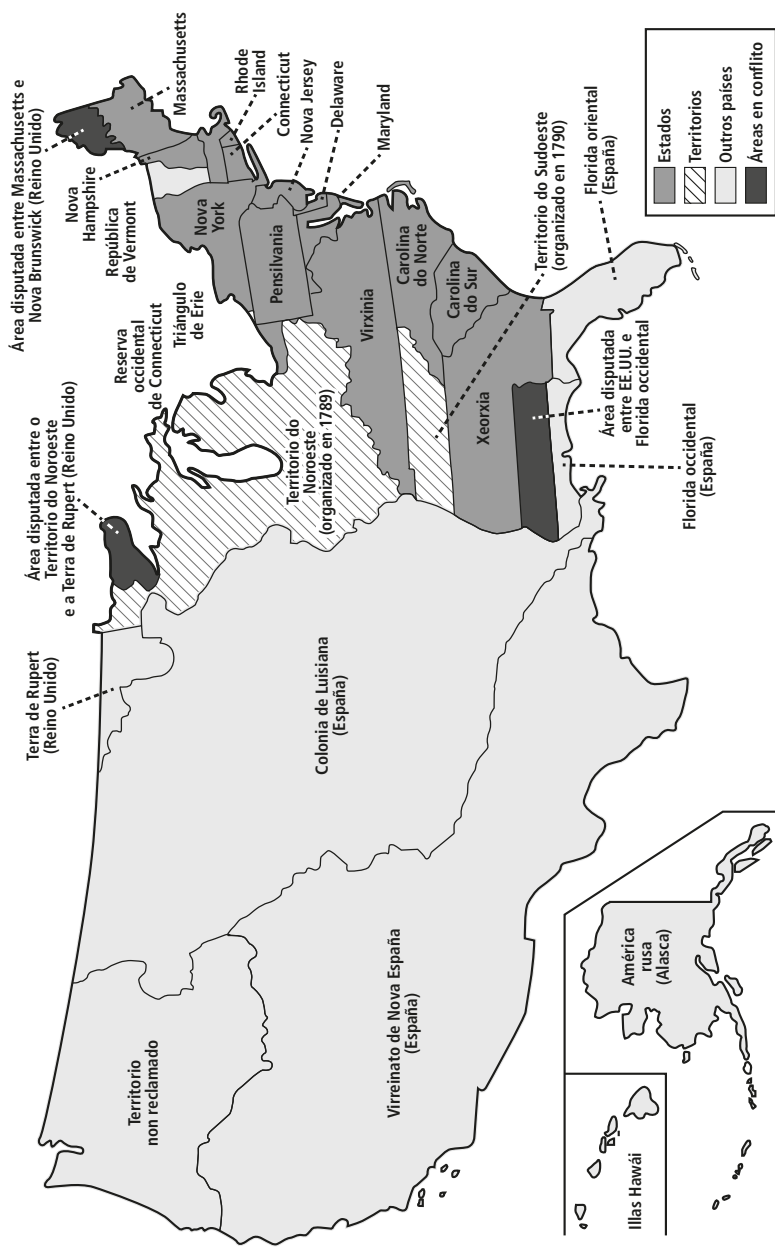 Área disputada entre Massachusetts e
Nova Brunswick (Reino Unido)
Massachusetts
Nova
Hampshire
República
de Vermont
Rhode
Island
Connecticut
Nova Jersey
Delaware
Maryland
Reserva
occidental
de Connecticut
Triángulo
de Erie
Nova
York
Pensilvania
Área disputada entre o
Territorio do Noroeste
e a Terra de Rupert (Reino Unido)
Terra de Rupert
(Reino Unido)
Territorio do
Noroeste
(organizado en 1789)
Virxinia
Carolina
do Norte
Carolina
do Sur
Territorio do Sudoeste
(organizado en 1790)
Xeorxia
Florida oriental
(España)
Área disputada
entre EE.UU. e
Florida occidental
Florida occidental
(España)
Colonia de Luisiana
(España)
Territorio
non reclamado
Virreinato de Nova España
(España)
América
rusa
(Alasca)
Illas Hawái
Estados
Territorios
Outros países
Áreas en conflito